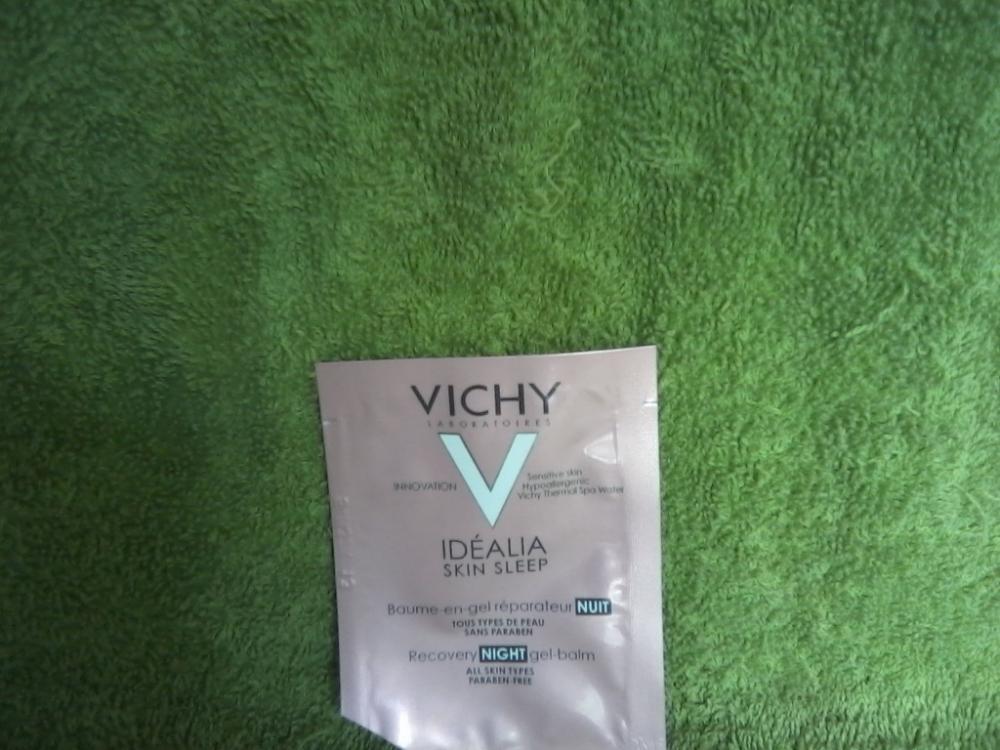 VICHY
LABORATOIRES
V
INNOVATION
Sensitive skin
Hypoallergenic
Vichy Thermal Spa Water
IDÉALIA
SKIN SLEEP
Baume-en-gel réparateur NUIT
TOUS TYPES DE PEAU
SANS PARABEN
Recovery NIGHT gel-balm
ALL SKIN TYPES
PARABEN-FREE